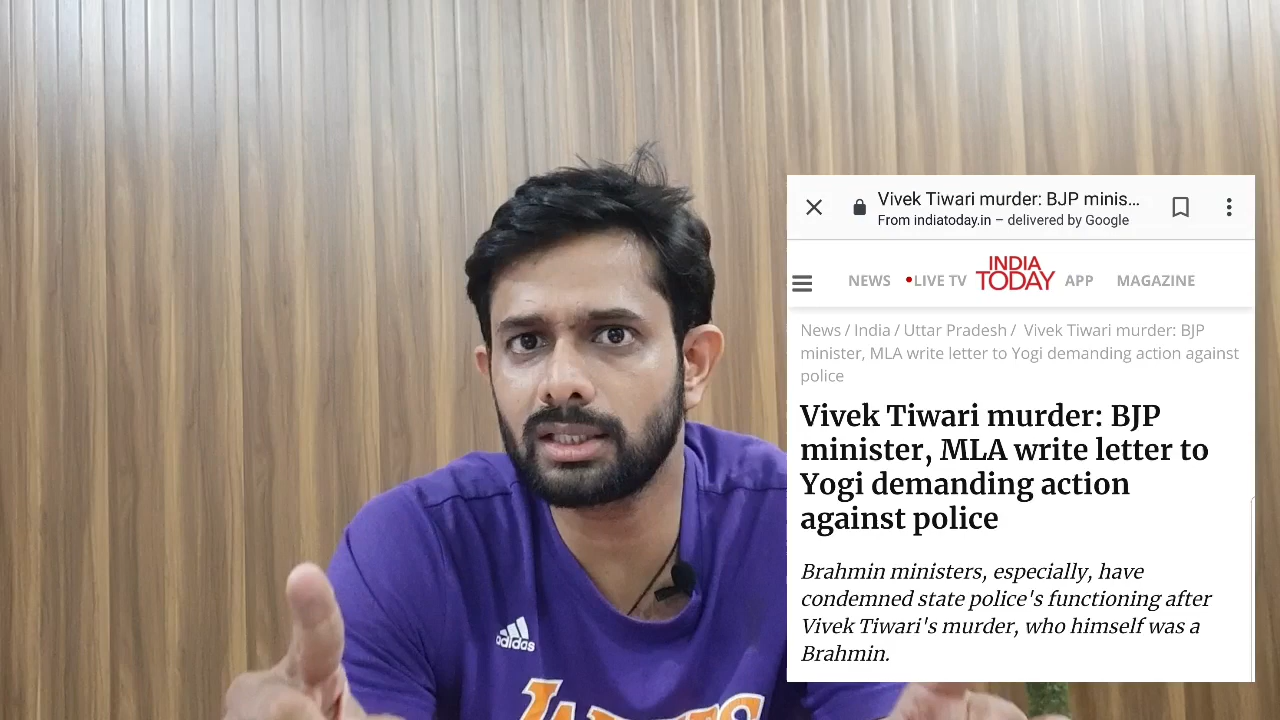 Vivek Tiwari murder: BJP minis...
From indiatoday.in – delivered by Google
NEWS
LIVE TV
INDIA
TODAY
APP
MAGAZINE
News / India / Uttar Pradesh / Vivek Tiwari murder: BJP
minister, MLA write letter to Yogi demanding action against
police
Vivek Tiwari murder: BJP
minister, MLA write letter to
Yogi demanding action
against police
Brahmin ministers, especially, have
condemned state police's functioning after
Vivek Tiwari's murder, who himself was a
Brahmin.
adidas